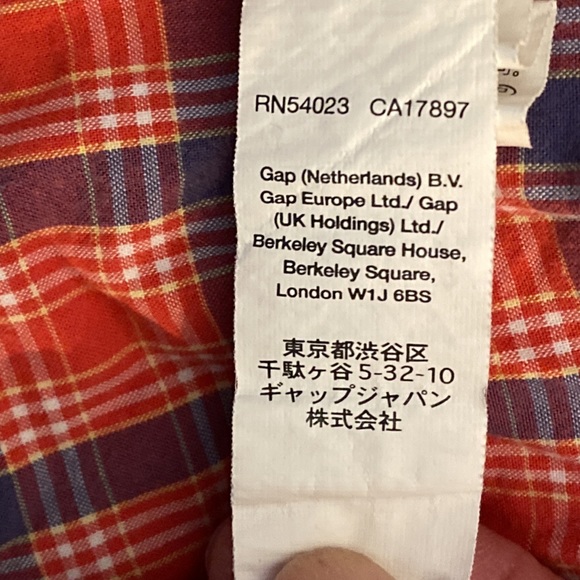 RN54023 CA17897
Gap (Netherlands) B.V.
Gap Europe Ltd./ Gap
(UK Holdings) Ltd./
Berkeley Square House,
Berkeley Square,
London W1J 6BS
東京都渋谷区
千駄ヶ谷 5-32-10
ギャップジャパン
株式会社